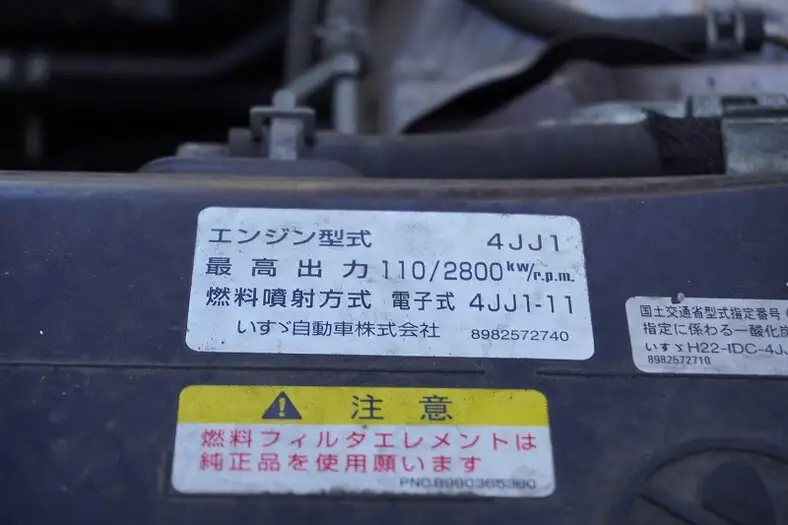 エンジン型式 4JJ1
最高出力 110/2800 kW/r.p.m.
燃料噴射方式 電子式 4JJ1-11
いすゞ自動車株式会社 8982572740
国土交通省型式指定番号
指定に係わる一酸化炭
いすゞH22-IDC-4JJ
8982572710
注意
燃料フィルタエレメントは
純正品を使用願います
PNO.8980365380